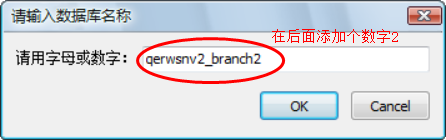 请输入数据库名称
在后面添加个数字2
请用字母或数字： qerwsnv2_branch2
OK Cancel